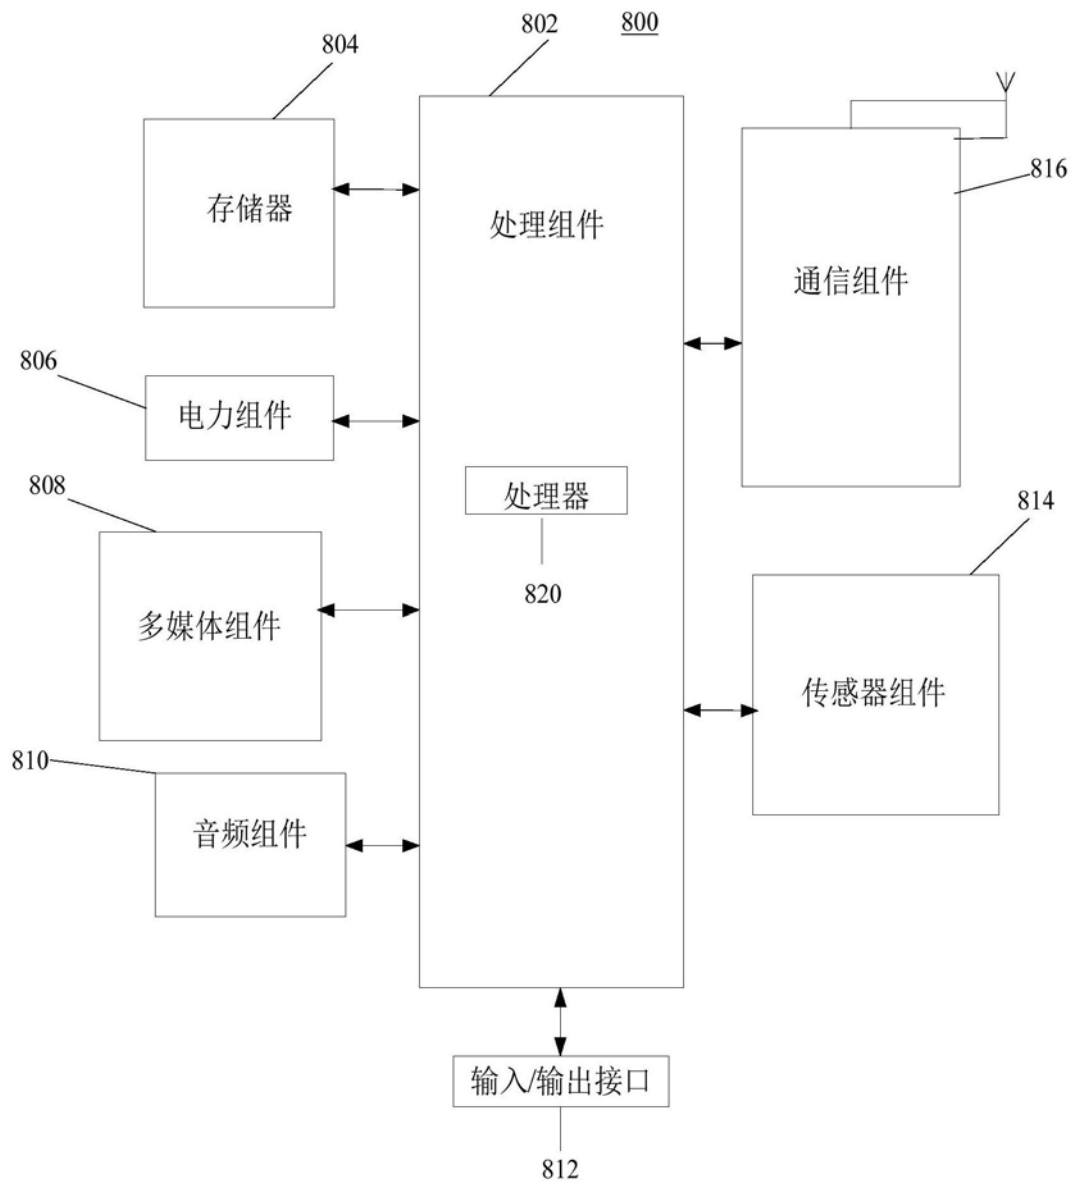 802
800
804
816
存储器
处理组件
通信组件
806
电力组件
808
处理器
814
820
多媒体组件
传感器组件
810
音频组件
输入/输出接口
812